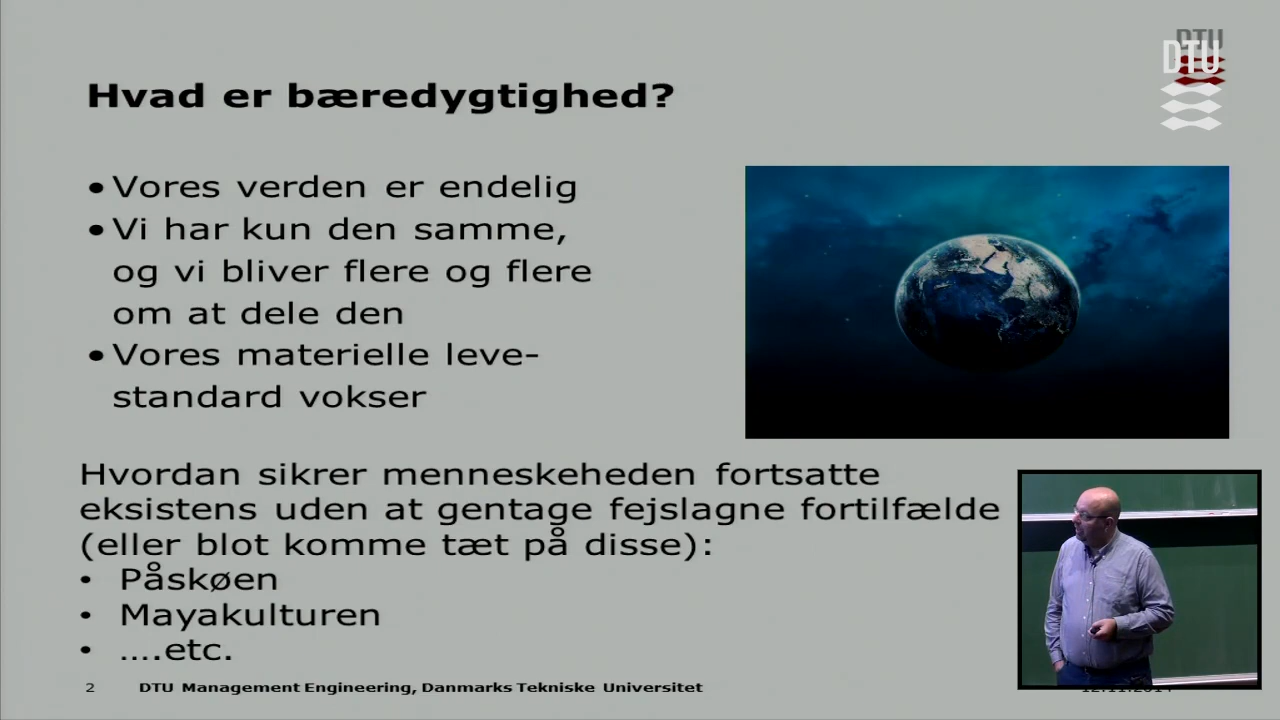 DTU
DTU
Hvad er bæredygtighed?
• Vores verden er endelig
• Vi har kun den samme,
og vi bliver flere og flere
om at dele den
• Vores materielle leve-
standard vokser
Hvordan sikrer menneskeheden fortsatte
eksistens uden at gentage fejslagne fortilfælde
(eller blot komme tæt på disse):
• Påskøen
• Mayakulturen
• ….etc.
2 DTU Management Engineering, Danmarks Tekniske Universitet